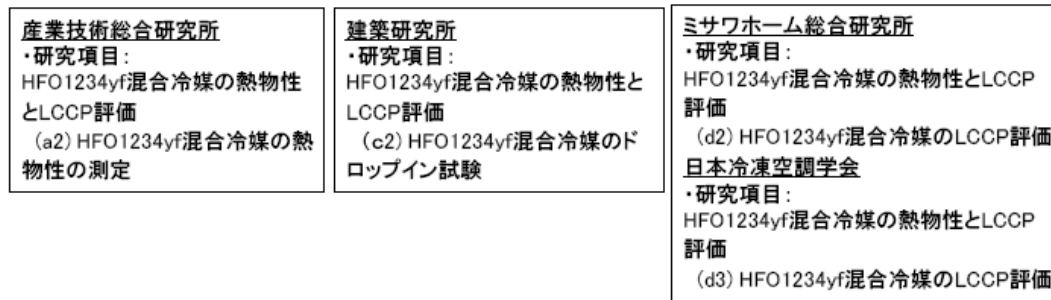 産業技術総合研究所
・研究項目:
HFO1234yf混合冷媒の熱物性
とLCCP評価
(a2) HFO1234yf混合冷媒の熱
物性の測定
建築研究所
・研究項目:
HFO1234yf混合冷媒の熱物性と
LCCP評価
(c2) HFO1234yf混合冷媒のド
ロップイン試験
ミサワホーム総合研究所
・研究項目:
HFO1234yf混合冷媒の熱物性とLCCP
評価
(d2) HFO1234yf混合冷媒のLCCP評価
日本冷凍空調学会
・研究項目:
HFO1234yf混合冷媒の熱物性とLCCP
評価
(d3) HFO1234yf混合冷媒のLCCP評価